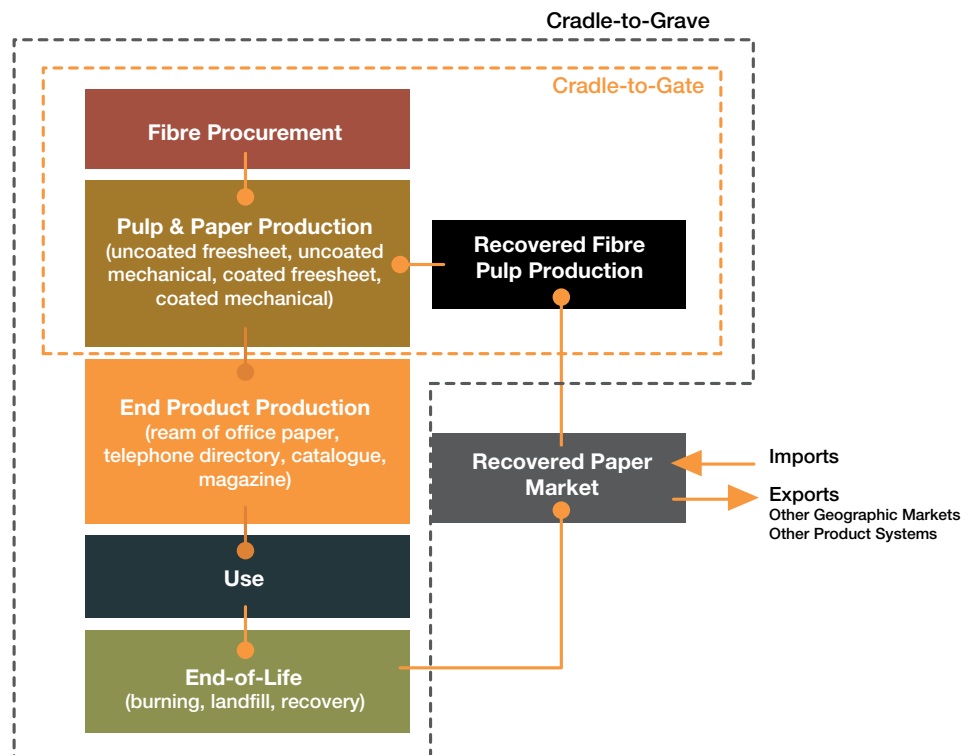 Cradle-to-Grave
Cradle-to-Gate
Fibre Procurement
Pulp & Paper Production
(uncoated freesheet, uncoated
mechanical, coated freesheet,
coated mechanical)
Recovered Fibre
Pulp Production
End Product Production
(ream of office paper,
telephone directory, catalogue,
magazine)
Recovered Paper
Market
Imports
Exports
Other Geographic Markets
Other Product Systems
Use
End-of-Life
(burning, landfill, recovery)